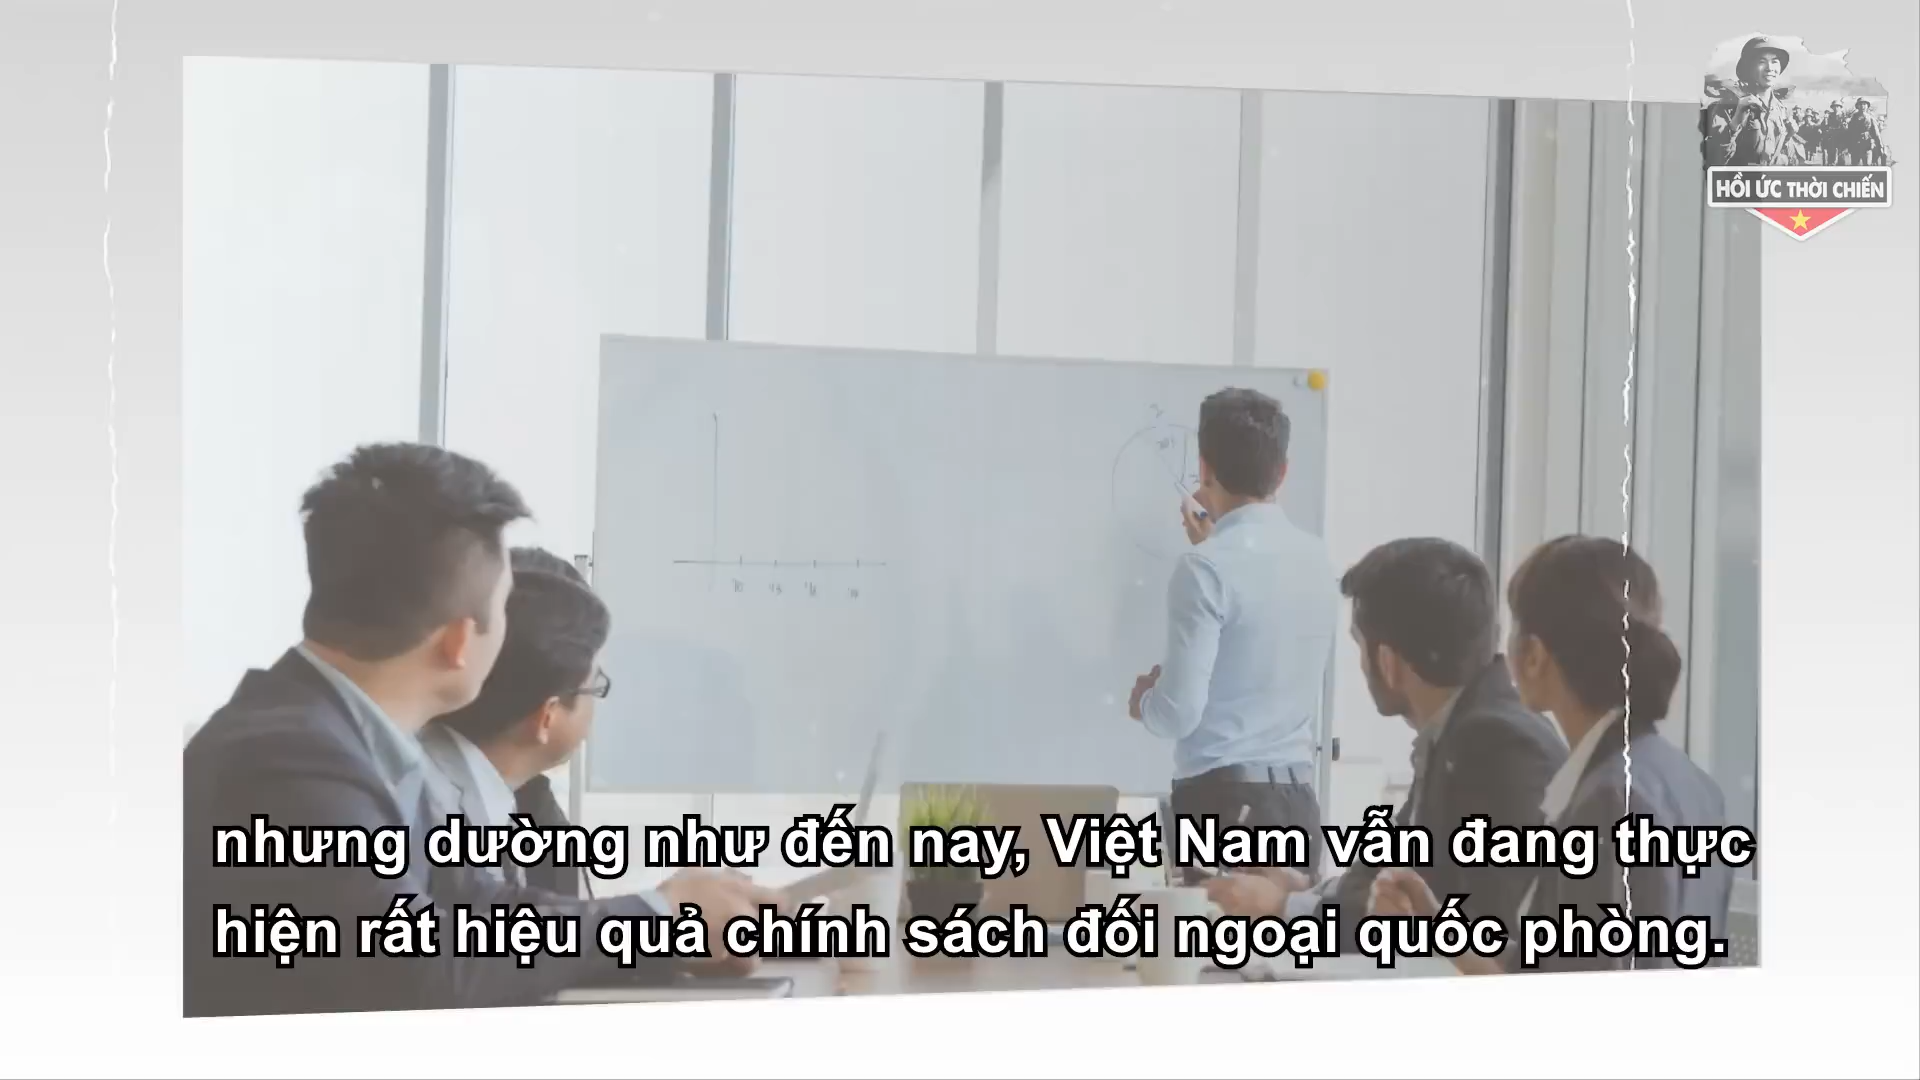 HỒI ỨC THỜI CHIẾN
nhưng dường như đến nay, Việt Nam vẫn đang thực
hiện rất hiệu quả chính sách đối ngoại quốc phòng.